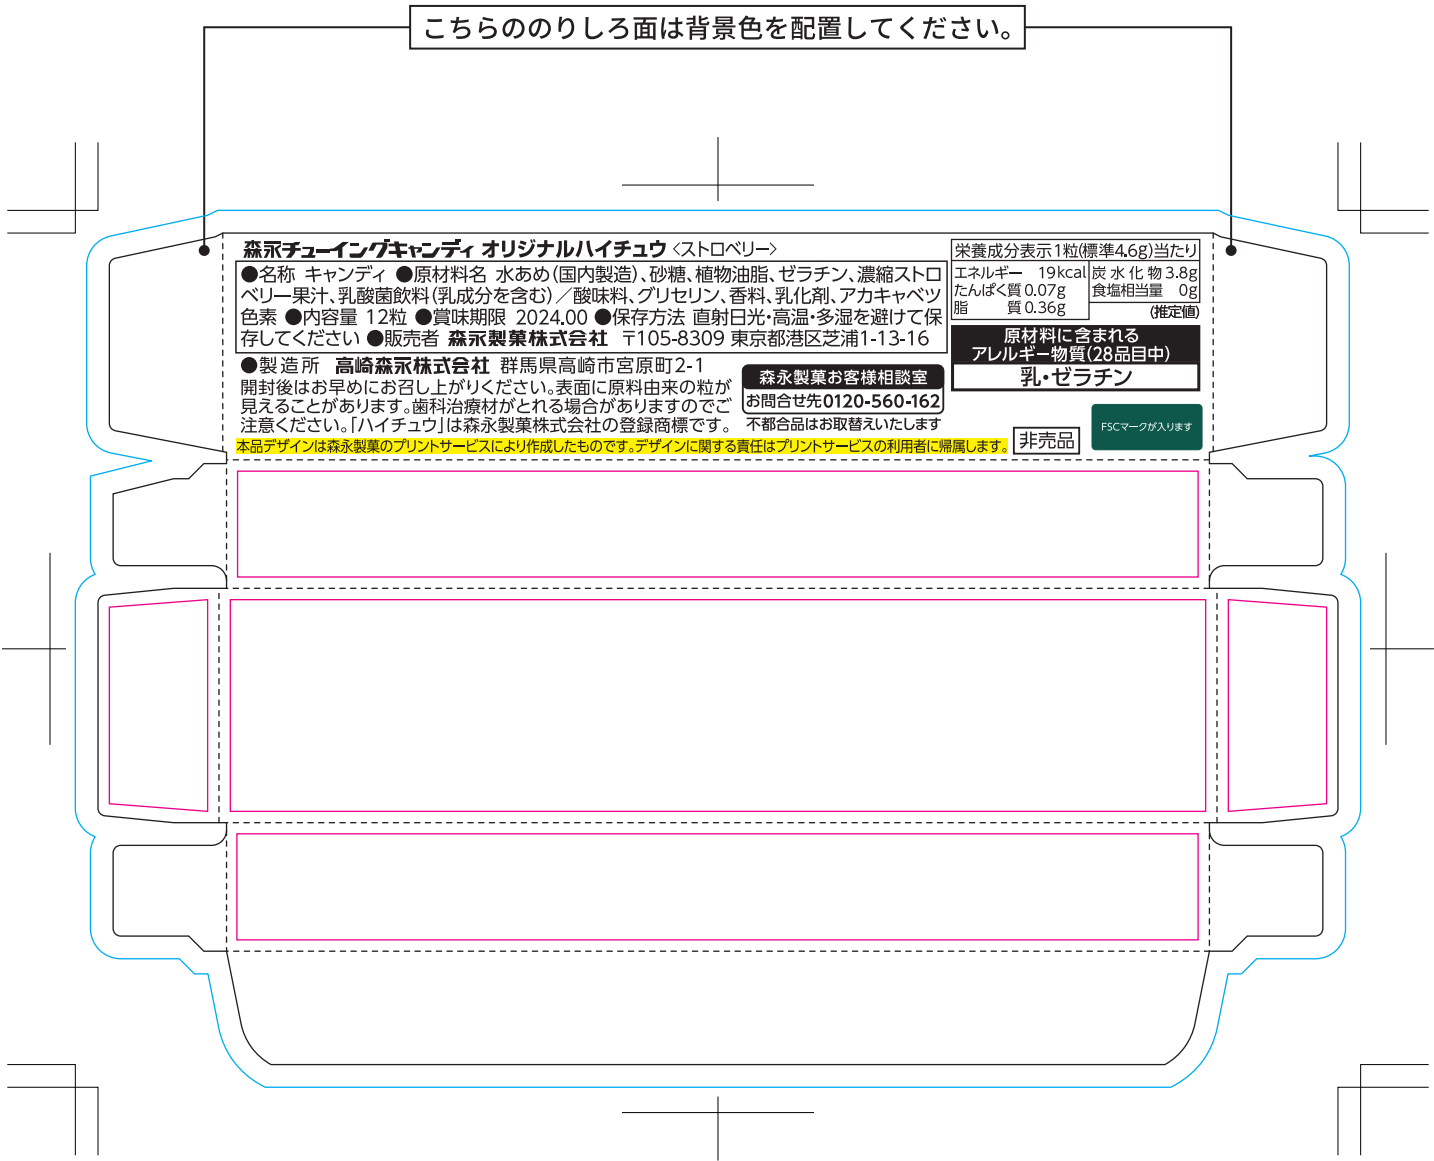 こちらののりしろ面は背景色を配置してください。
森永チューイングキャンディ オリジナルハイチュウ〈ストロベリー〉
●名称 キャンディ ●原材料名 水あめ(国内製造)、砂糖、植物油脂、ゼラチン、濃縮ストロ
ベリー果汁、乳酸菌飲料(乳成分を含む)／酸味料、グリセリン、香料、乳化剤、アカキャベツ
色素 ●内容量 12粒 ●賞味期限 2024.00 ●保存方法 直射日光・高温・多湿を避けて保
存してください ●販売者 森永製菓株式会社 〒105-8309 東京都港区芝浦1-13-16
●製造所 高崎森永株式会社 群馬県高崎市宮原町2-1
開封後はお早めにお召し上がりください。表面に原料由来の粒が
見えることがあります。歯科治療材がとれる場合がありますのでご
注意ください。「ハイチュウ」は森永製菓株式会社の登録商標です。
森永製菓お客様相談室
お問合せ先0120-560-162
不都合品はお取替えいたします
本品デザインは森永製菓のプリントサービスにより作成したものです。デザインに関する責任はプリントサービスの利用者に帰属します。
非売品
栄養成分表示1粒(標準4.6g)当たり
エネルギー 19kcal
たんぱく質 0.07g
脂質 0.36g
炭水化物 3.8g
食塩相当量 0g
(推定値)
原材料に含まれる
アレルギー物質(28品目中)
乳・ゼラチン
FSCマークが入ります